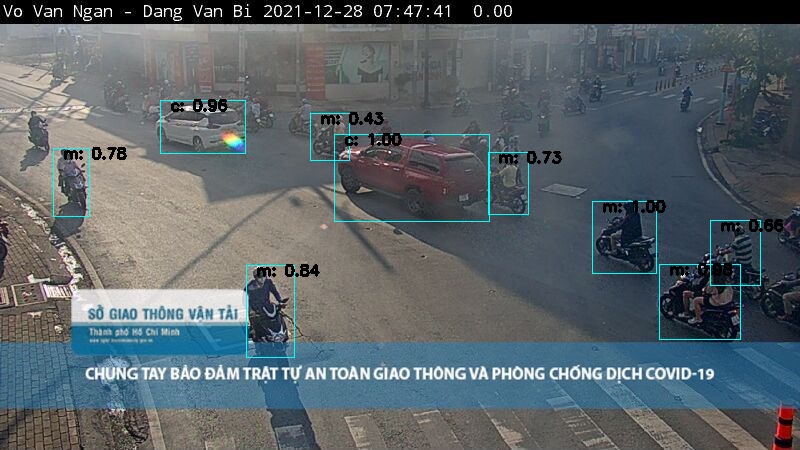 Vo Van Ngan - Dang Van Bi 2021-12-28 07:47:41 0.00
c: 0.96
m: 0.43
c: 1.00
m: 0.78
m: 0.73
m: 1.00
m: 0.66
m: 0.84
SỞ GIAO THÔNG VẬN TẢI
Thành phố Hồ Chí Minh
CHUNG TAY BẢO ĐẢM TRẬT TỰ AN TOÀN GIAO THÔNG VÀ PHÒNG CHỐNG DỊCH COVID-19